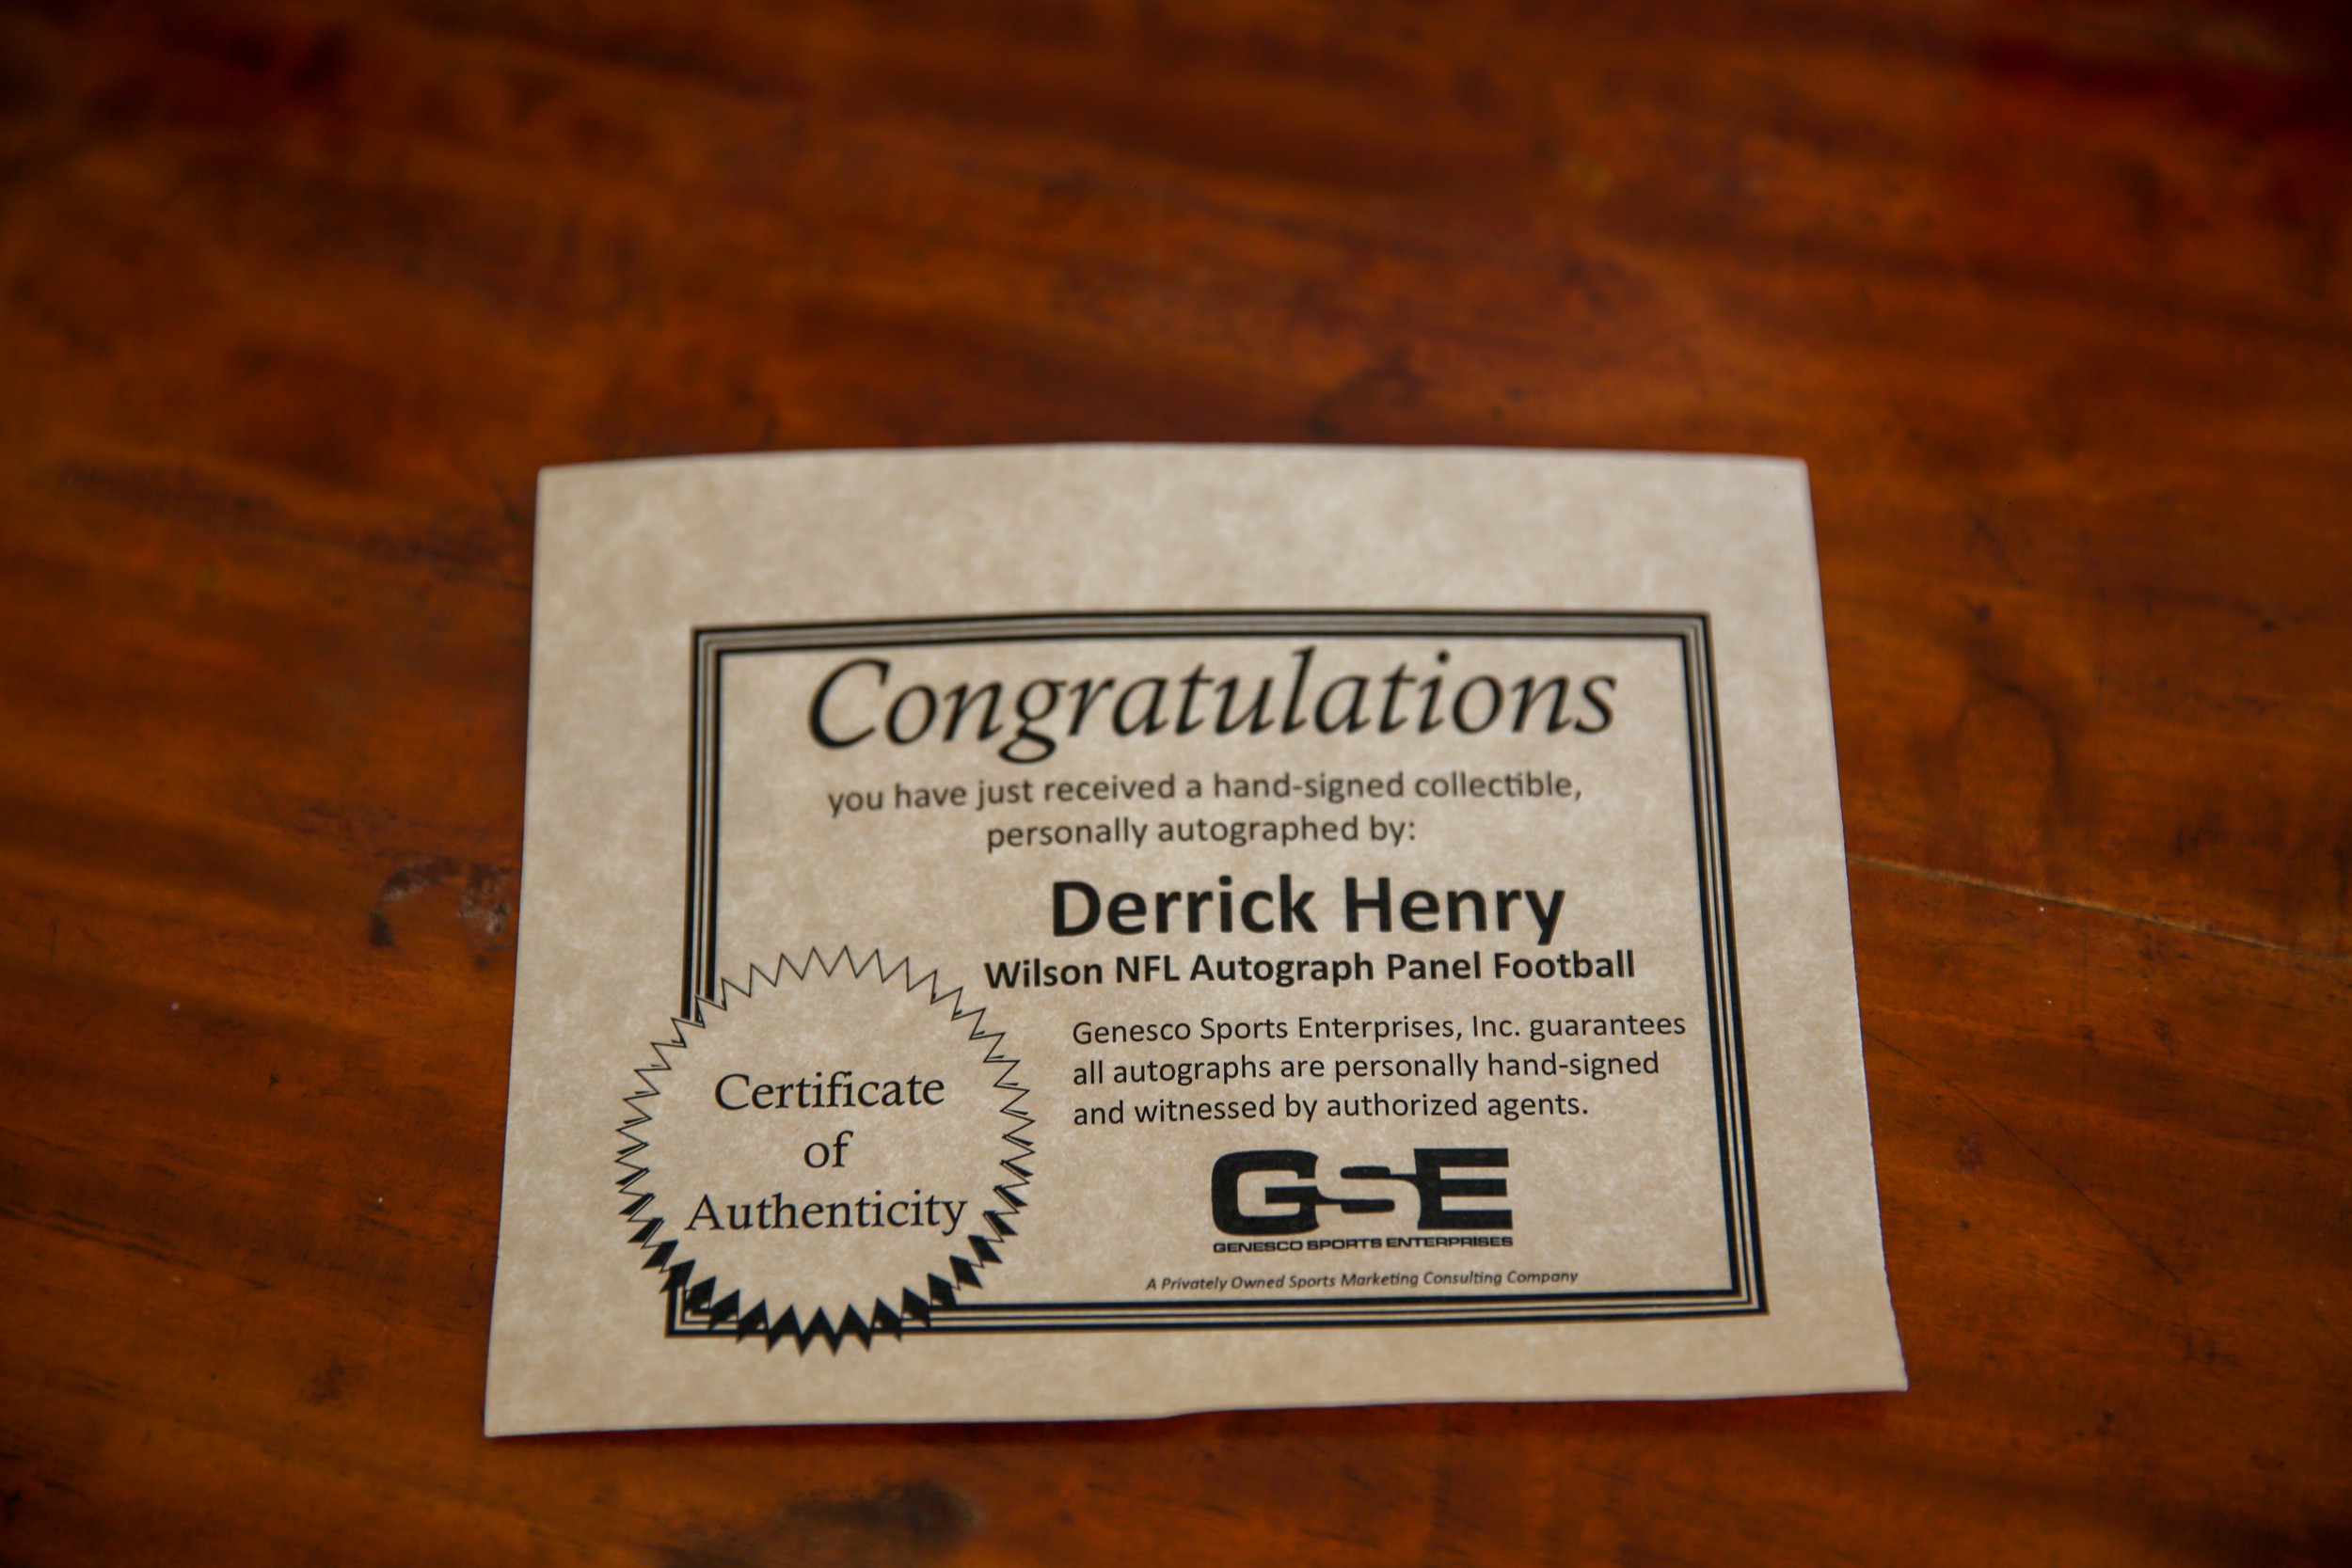 Congratulations
you have just received a hand-signed collectible,
personally autographed by:
Derrick Henry
Wilson NFL Autograph Panel Football
Genesco Sports Enterprises, Inc. guarantees
all autographs are personally hand-signed
and witnessed by authorized agents.
Certificate
of
Authenticity
GSE
GENESCO SPORTS ENTERPRISES
A Privately Owned Sports Marketing Consulting Company